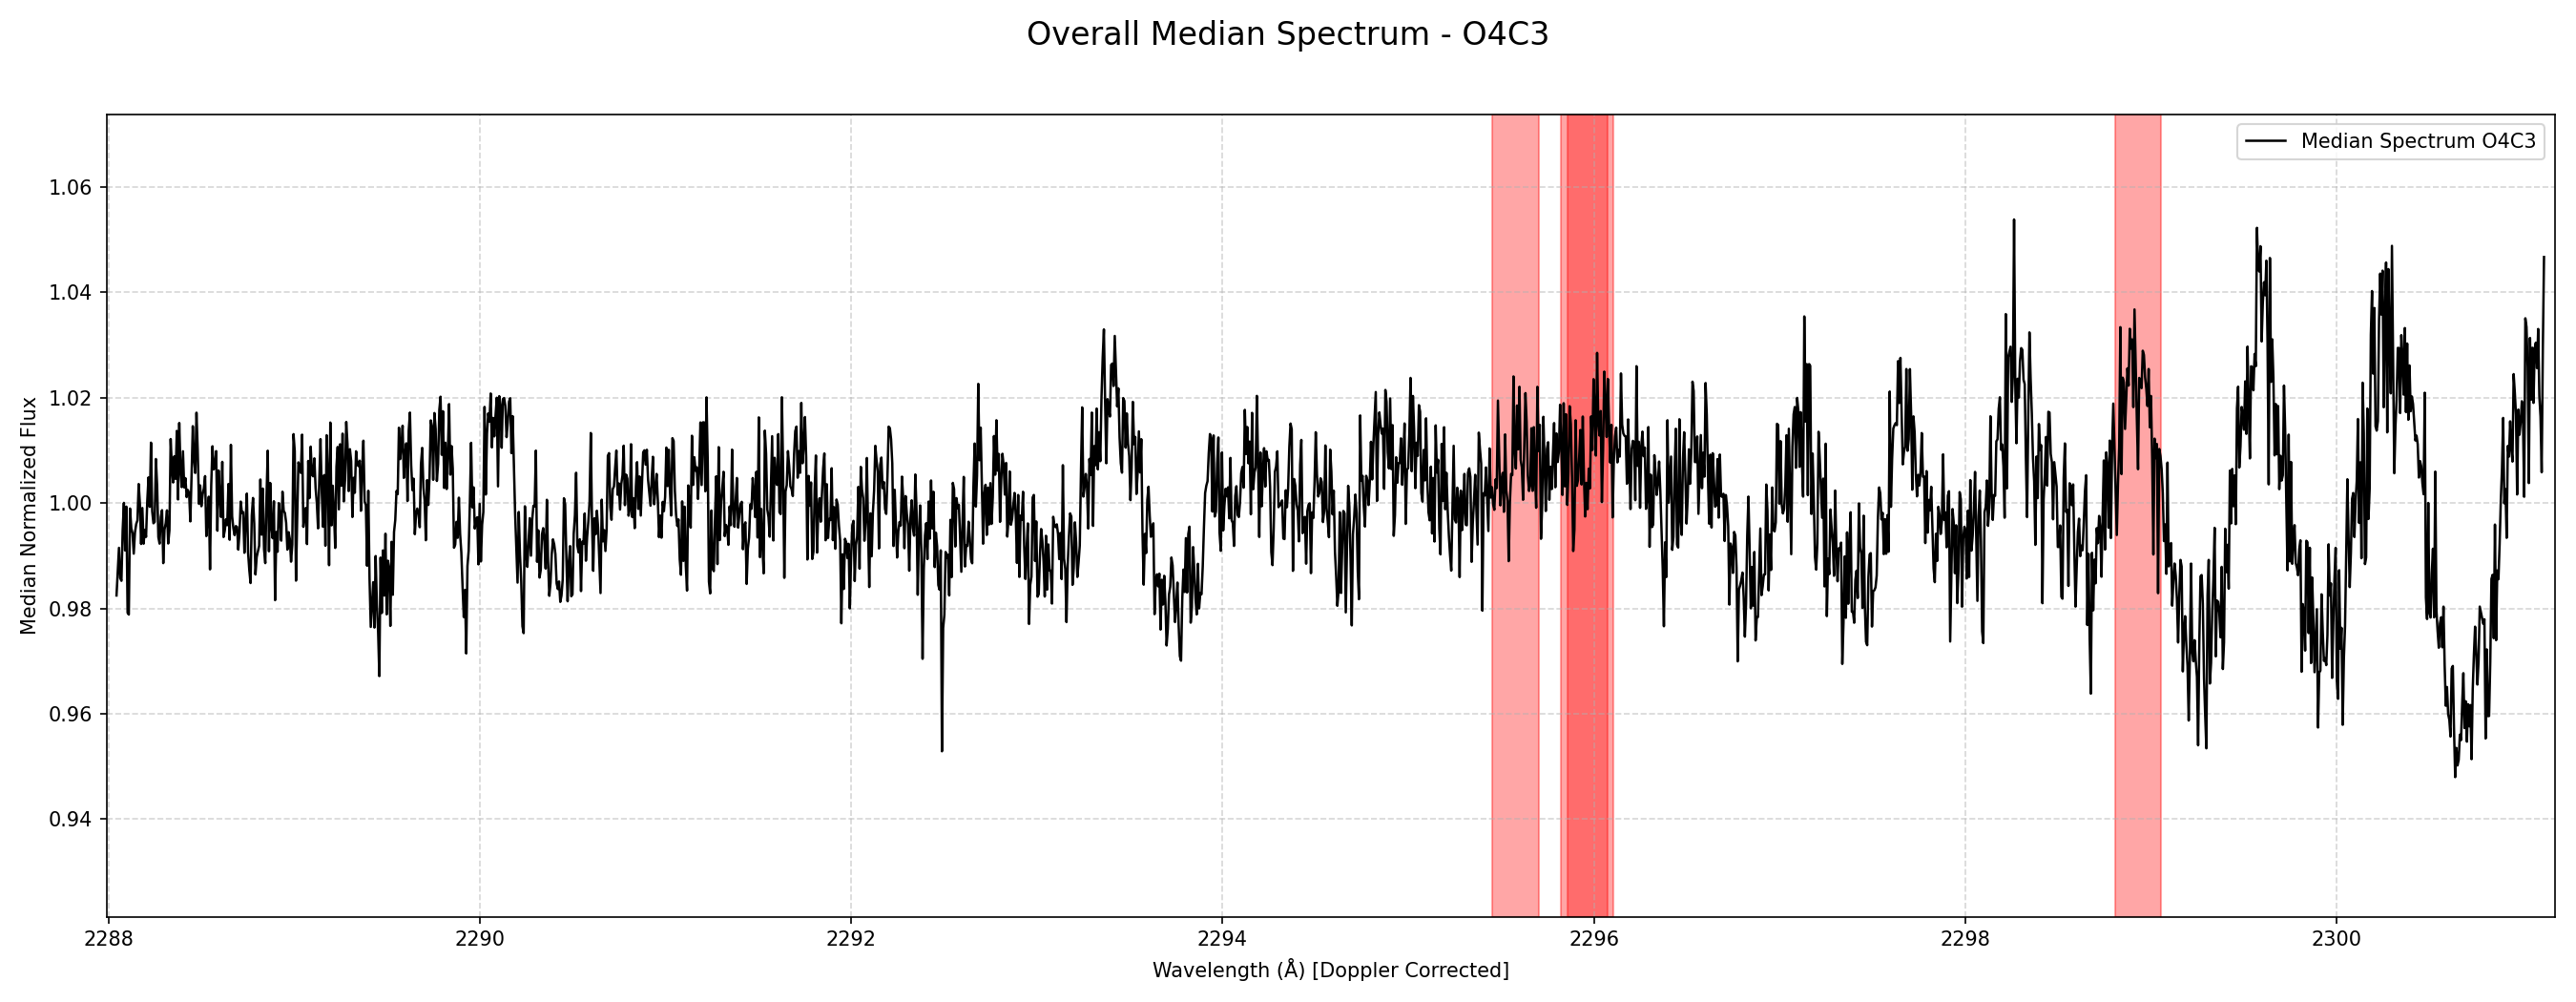 Overall Median Spectrum - O4C3
Median Spectrum O4C3
Median Normalized Flux
1.06
1.04
1.02
1.00
0.98
0.96
0.94
2288 2290 2292 2294 2296 2298 2300
Wavelength (Å) [Doppler Corrected]